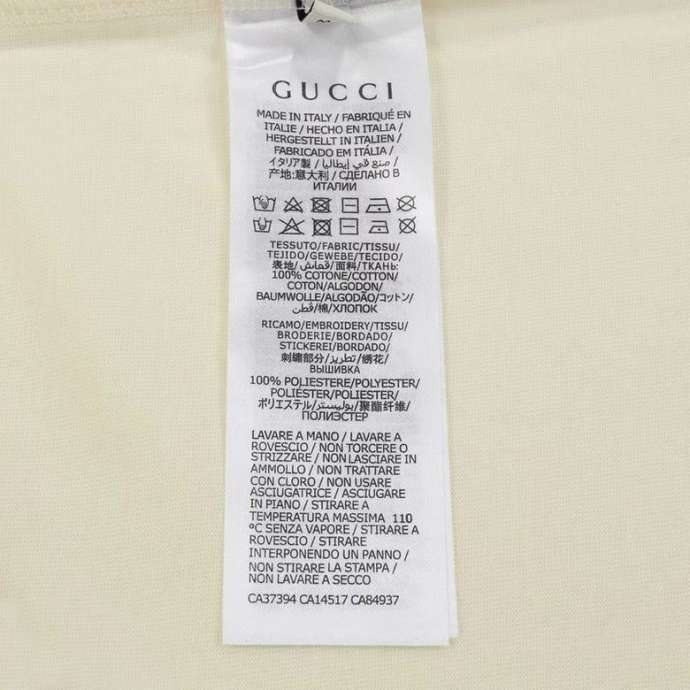 GUCCI
MADE IN ITALY / FABRIQUÉ EN
ITALIE / HECHO EN ITALIA /
HERGESTELLT IN ITALIEN /
FABRICADO EM ITÁLIA /
イタリア製 / صنع في إيطاليا /
产地:意大利 / СДЕЛАНО В
ИТАЛИИ
TESSUTO/FABRIC/TISSU/
TEJIDO/GEWEBE/TECIDO/
表地/قماش/面料/ТКАНЬ:
100% COTONE/COTTON/
COTON/ALGODON/
BAUMWOLLE/ALGODÃO/コットン/
قطن/棉/ХЛОПОК
RICAMO/EMBROIDERY/TISSU/
BRODERIE/BORDADO/
STICKEREI/BORDADO/
刺繍部分/تطريز/绣花/
ВЫШИВКА
100% POLIESTERE/POLYESTER/
POLIÉSTER/POLIÉSTER/
ポリエステル/بوليستر/聚酯纤维/
ПОЛИЭСТЕР
LAVARE A MANO / LAVARE A
ROVESCIO / NON TORCERE O
STRIZZARE / NON LASCIARE IN
AMMOLLO / NON TRATTARE
CON CLORO / NON USARE
ASCIUGATRICE / ASCIUGARE
IN PIANO / STIRARE A
TEMPERATURA MASSIMA 110
°C SENZA VAPORE / STIRARE A
ROVESCIO / STIRARE
INTERPONENDO UN PANNO /
NON STIRARE LA STAMPA /
NON LAVARE A SECCO
CA37394 CA14517 CA84937